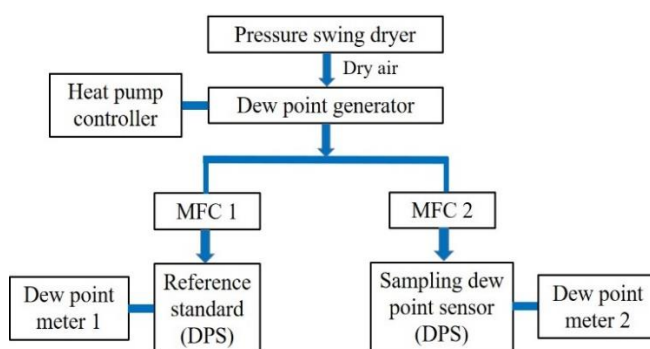 Pressure swing dryer
Dry air
Heat pump
controller
Dew point generator
MFC 1
MFC 2
Dew point
meter 1
Reference
standard
(DPS)
Sampling dew
point sensor
(DPS)
Dew point
meter 2